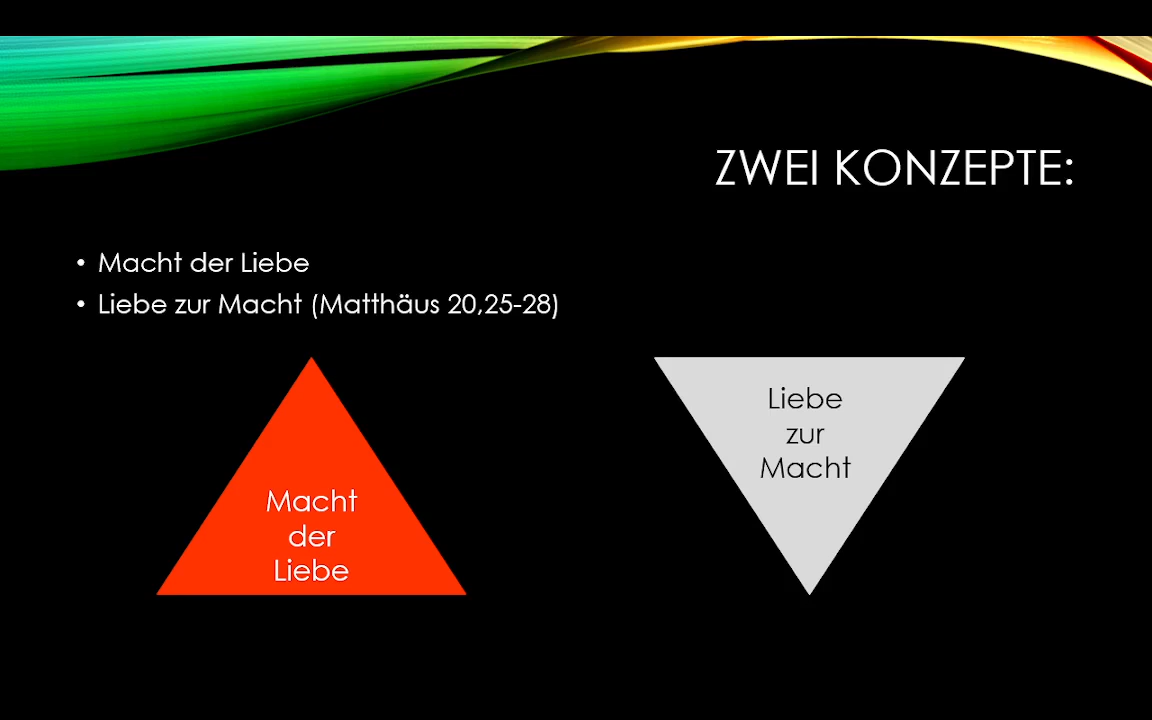 ZWEI KONZEPTE:
• Macht der Liebe
• Liebe zur Macht (Matthäus 20,25-28)
Macht
der
Liebe
Liebe
zur
Macht